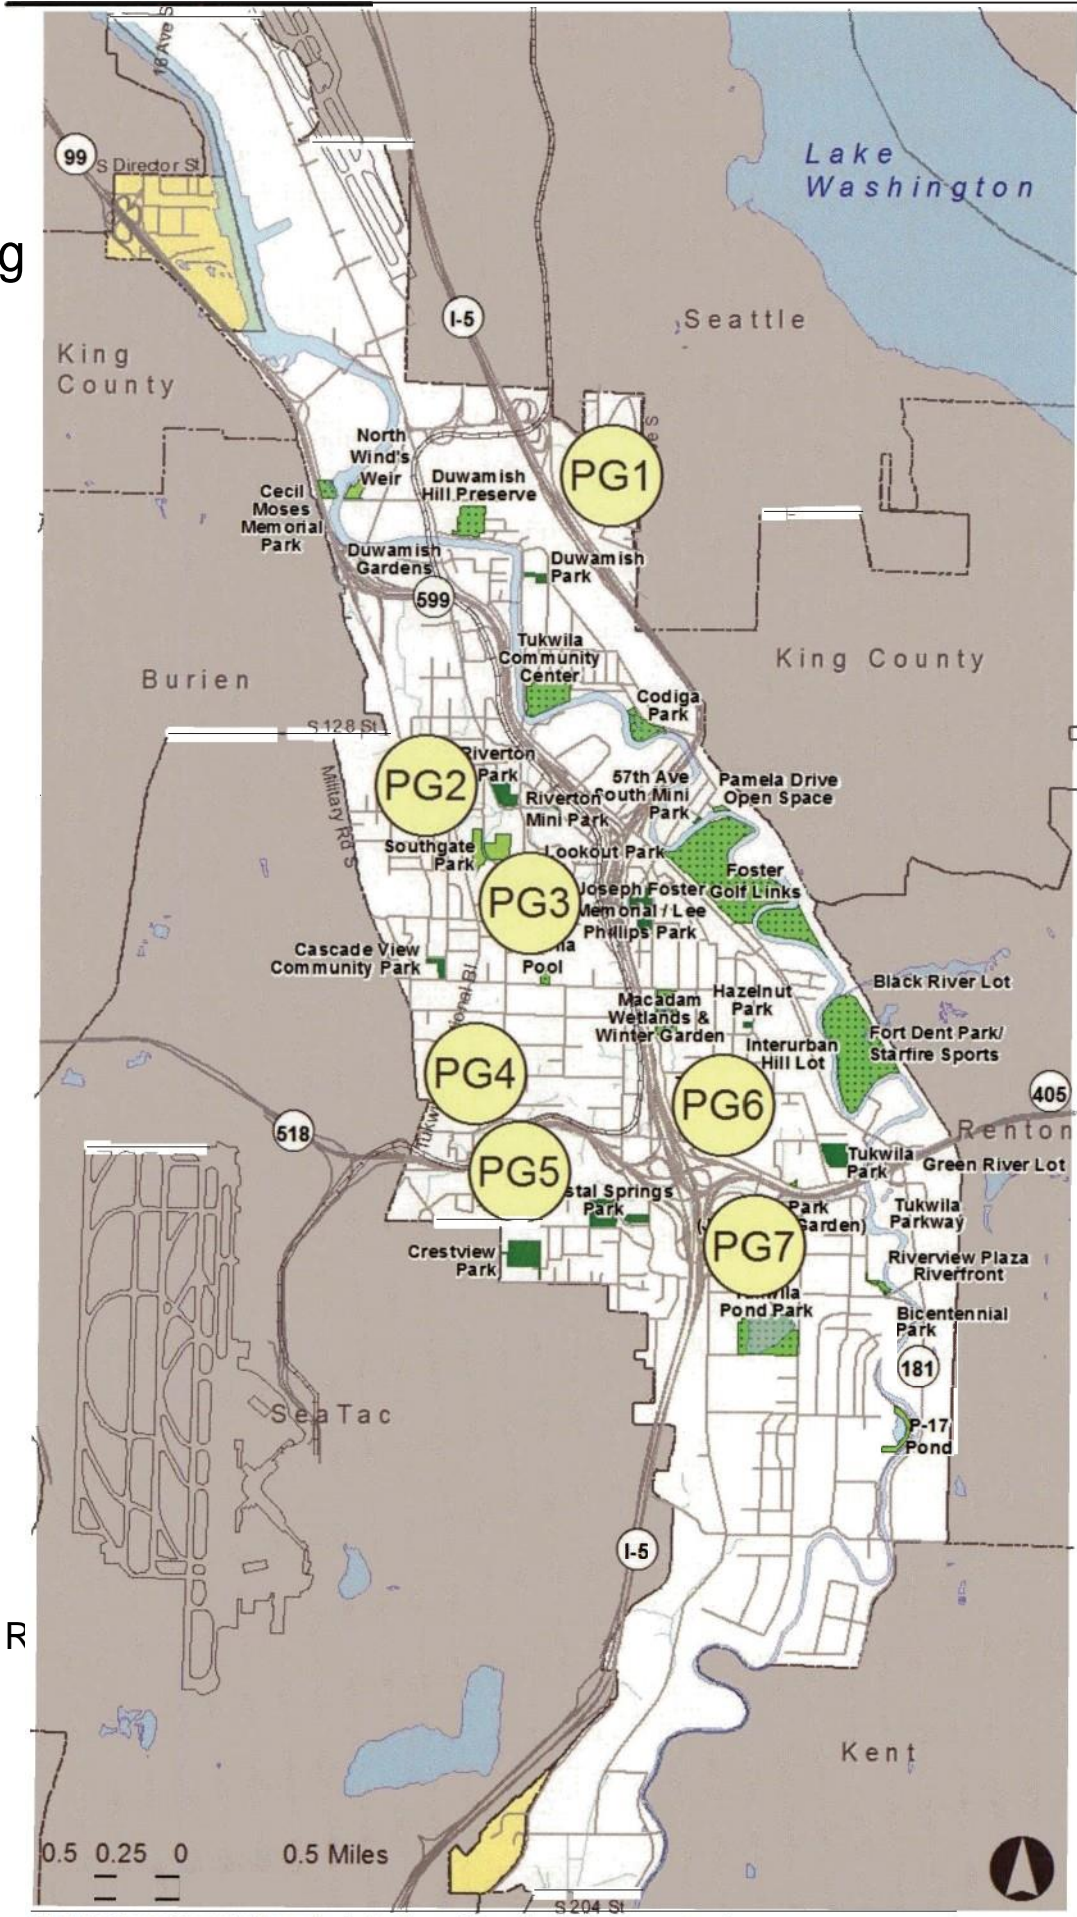 18 Ave S
99
S Director St
Lake
Washington
g
I-5
Seattle
King
County
North
Wind's
Weir
Duwamish
Hill Preserve
PG1
Cecil
Moses
Memorial
Park
Duwamish
Gardens
Duwamish
Park
599
Tukwila
Community
Center
King County
Burien
Codiga
Park
S 128 St
Military Rd S
PG2
Riverton
Park
Riverton
Mini Park
57th Ave
South Mini
Park
Pamela Drive
Open Space
Southgate
Park
Lookout Park
Foster
Golf Links
PG3
Joseph Foster
Memorial / Lee
Phillips Park
Cascade View
Community Park
Pool
Black River Lot
Macadam
Wetlands &
Winter Garden
Hazelnut
Park
Interurban
Hill Lot
Fort Dent Park/
Starfire Sports
PG4
PG6
405
518
Renton
PG5
Tukwila
Park
Green River Lot
stal Springs
Park
Park
Garden)
Tukwila
Parkway
PG7
Crestview
Park
Riverview Plaza
Riverfront
Tukwila
Pond Park
Bicentennial
Park
181
SeaTac
P-17
Pond
I-5
R
Kent
0.5 0.25 0 0.5 Miles
S 204 St